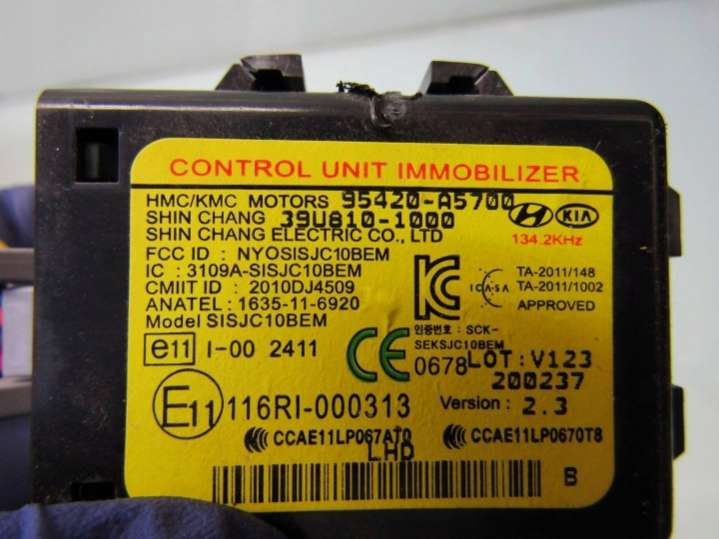 CONTROL UNIT IMMOBILIZER
HMC/KMC MOTORS 95420-A5700
SHIN CHANG 39U810-1000
SHIN CHANG ELECTRIC CO., LTD
KIA
134.2KHz
FCC ID : NYOSISJC10BEM
IC : 3109A-SISJC10BEM
CMIIT ID : 2010DJ4509
ANATEL : 1635-11-6920
Model SISJC10BEM
ICASA
TA-2011/148
TA-2011/1002
APPROVED
인증번호 : SCK-
SEKSJC10BEM
e11 I-00 2411
CE 0678
LOT:V123
200237
E11 116RI-000313
Version : 2.3
CCAE11LP067AT0
CCAE11LP0670T8
LHD
B